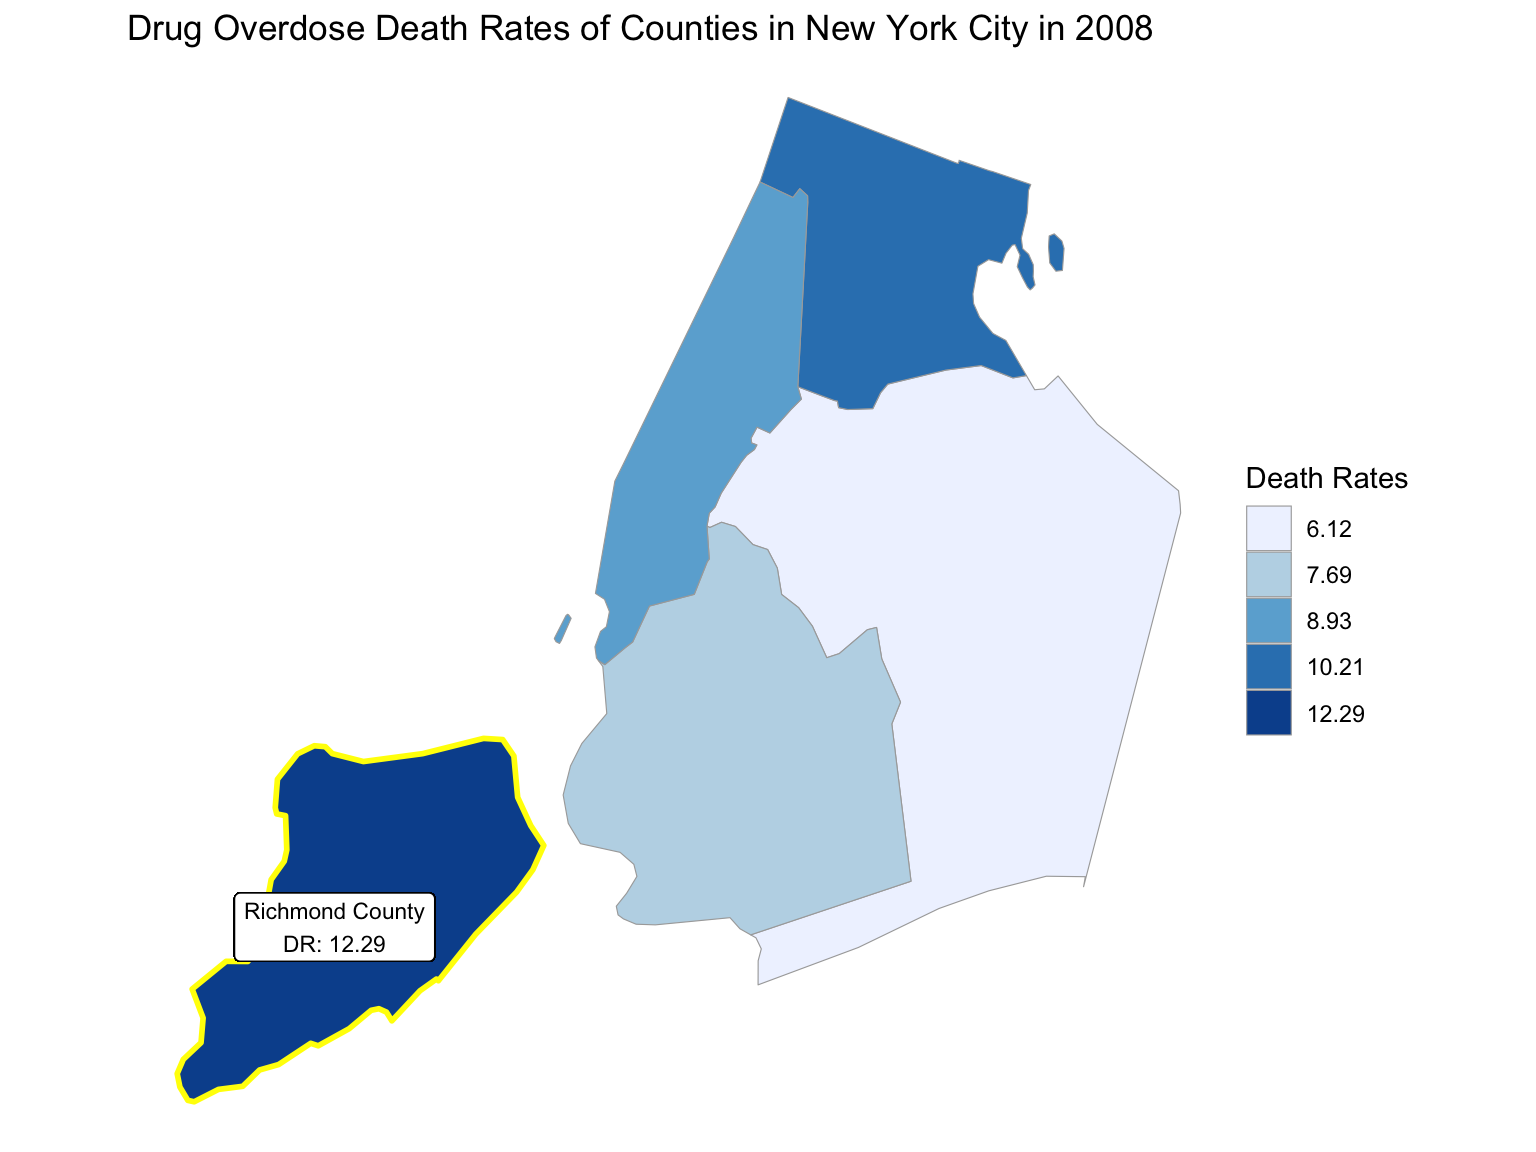 Drug Overdose Death Rates of Counties in New York City in 2008
Death Rates
6.12
7.69
8.93
10.21
12.29
Richmond County
DR: 12.29